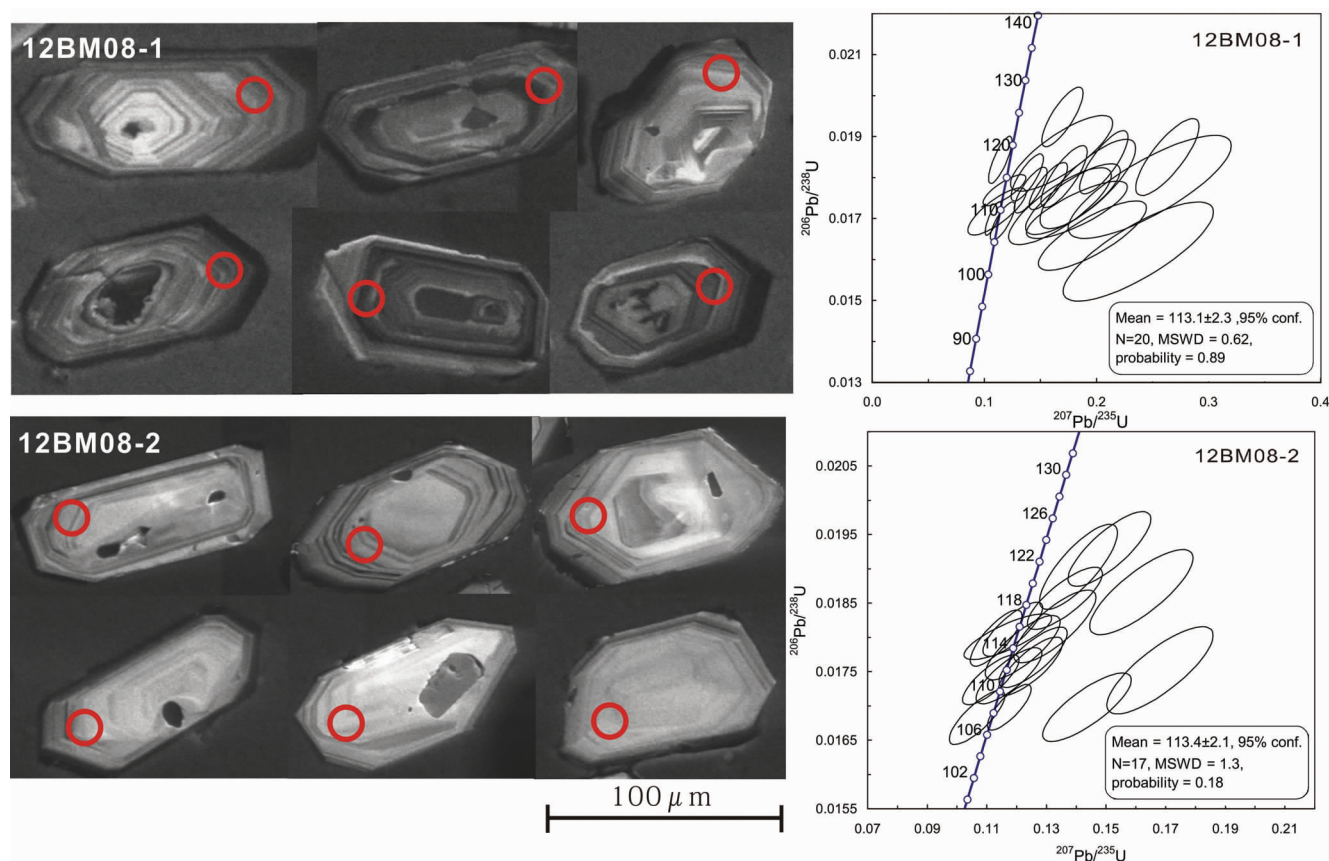 12BM08-1
12BM08-2
100 μm
12BM08-1
0.021
0.019
0.017
0.015
0.013
206Pb/238U
140
130
120
110
100
90
Mean = 113.1±2.3 ,95% conf.
N=20, MSWD = 0.62,
probability = 0.89
0.0
0.1
0.2
0.3
0.4
207Pb/235U
12BM08-2
0.0205
0.0195
0.0185
0.0175
0.0165
0.0155
206Pb/238U
130
126
122
118
114
110
106
102
Mean = 113.4±2.1, 95% conf.
N=17, MSWD = 1.3,
probability = 0.18
0.07
0.09
0.11
0.13
0.15
0.17
0.19
0.21
207Pb/235U